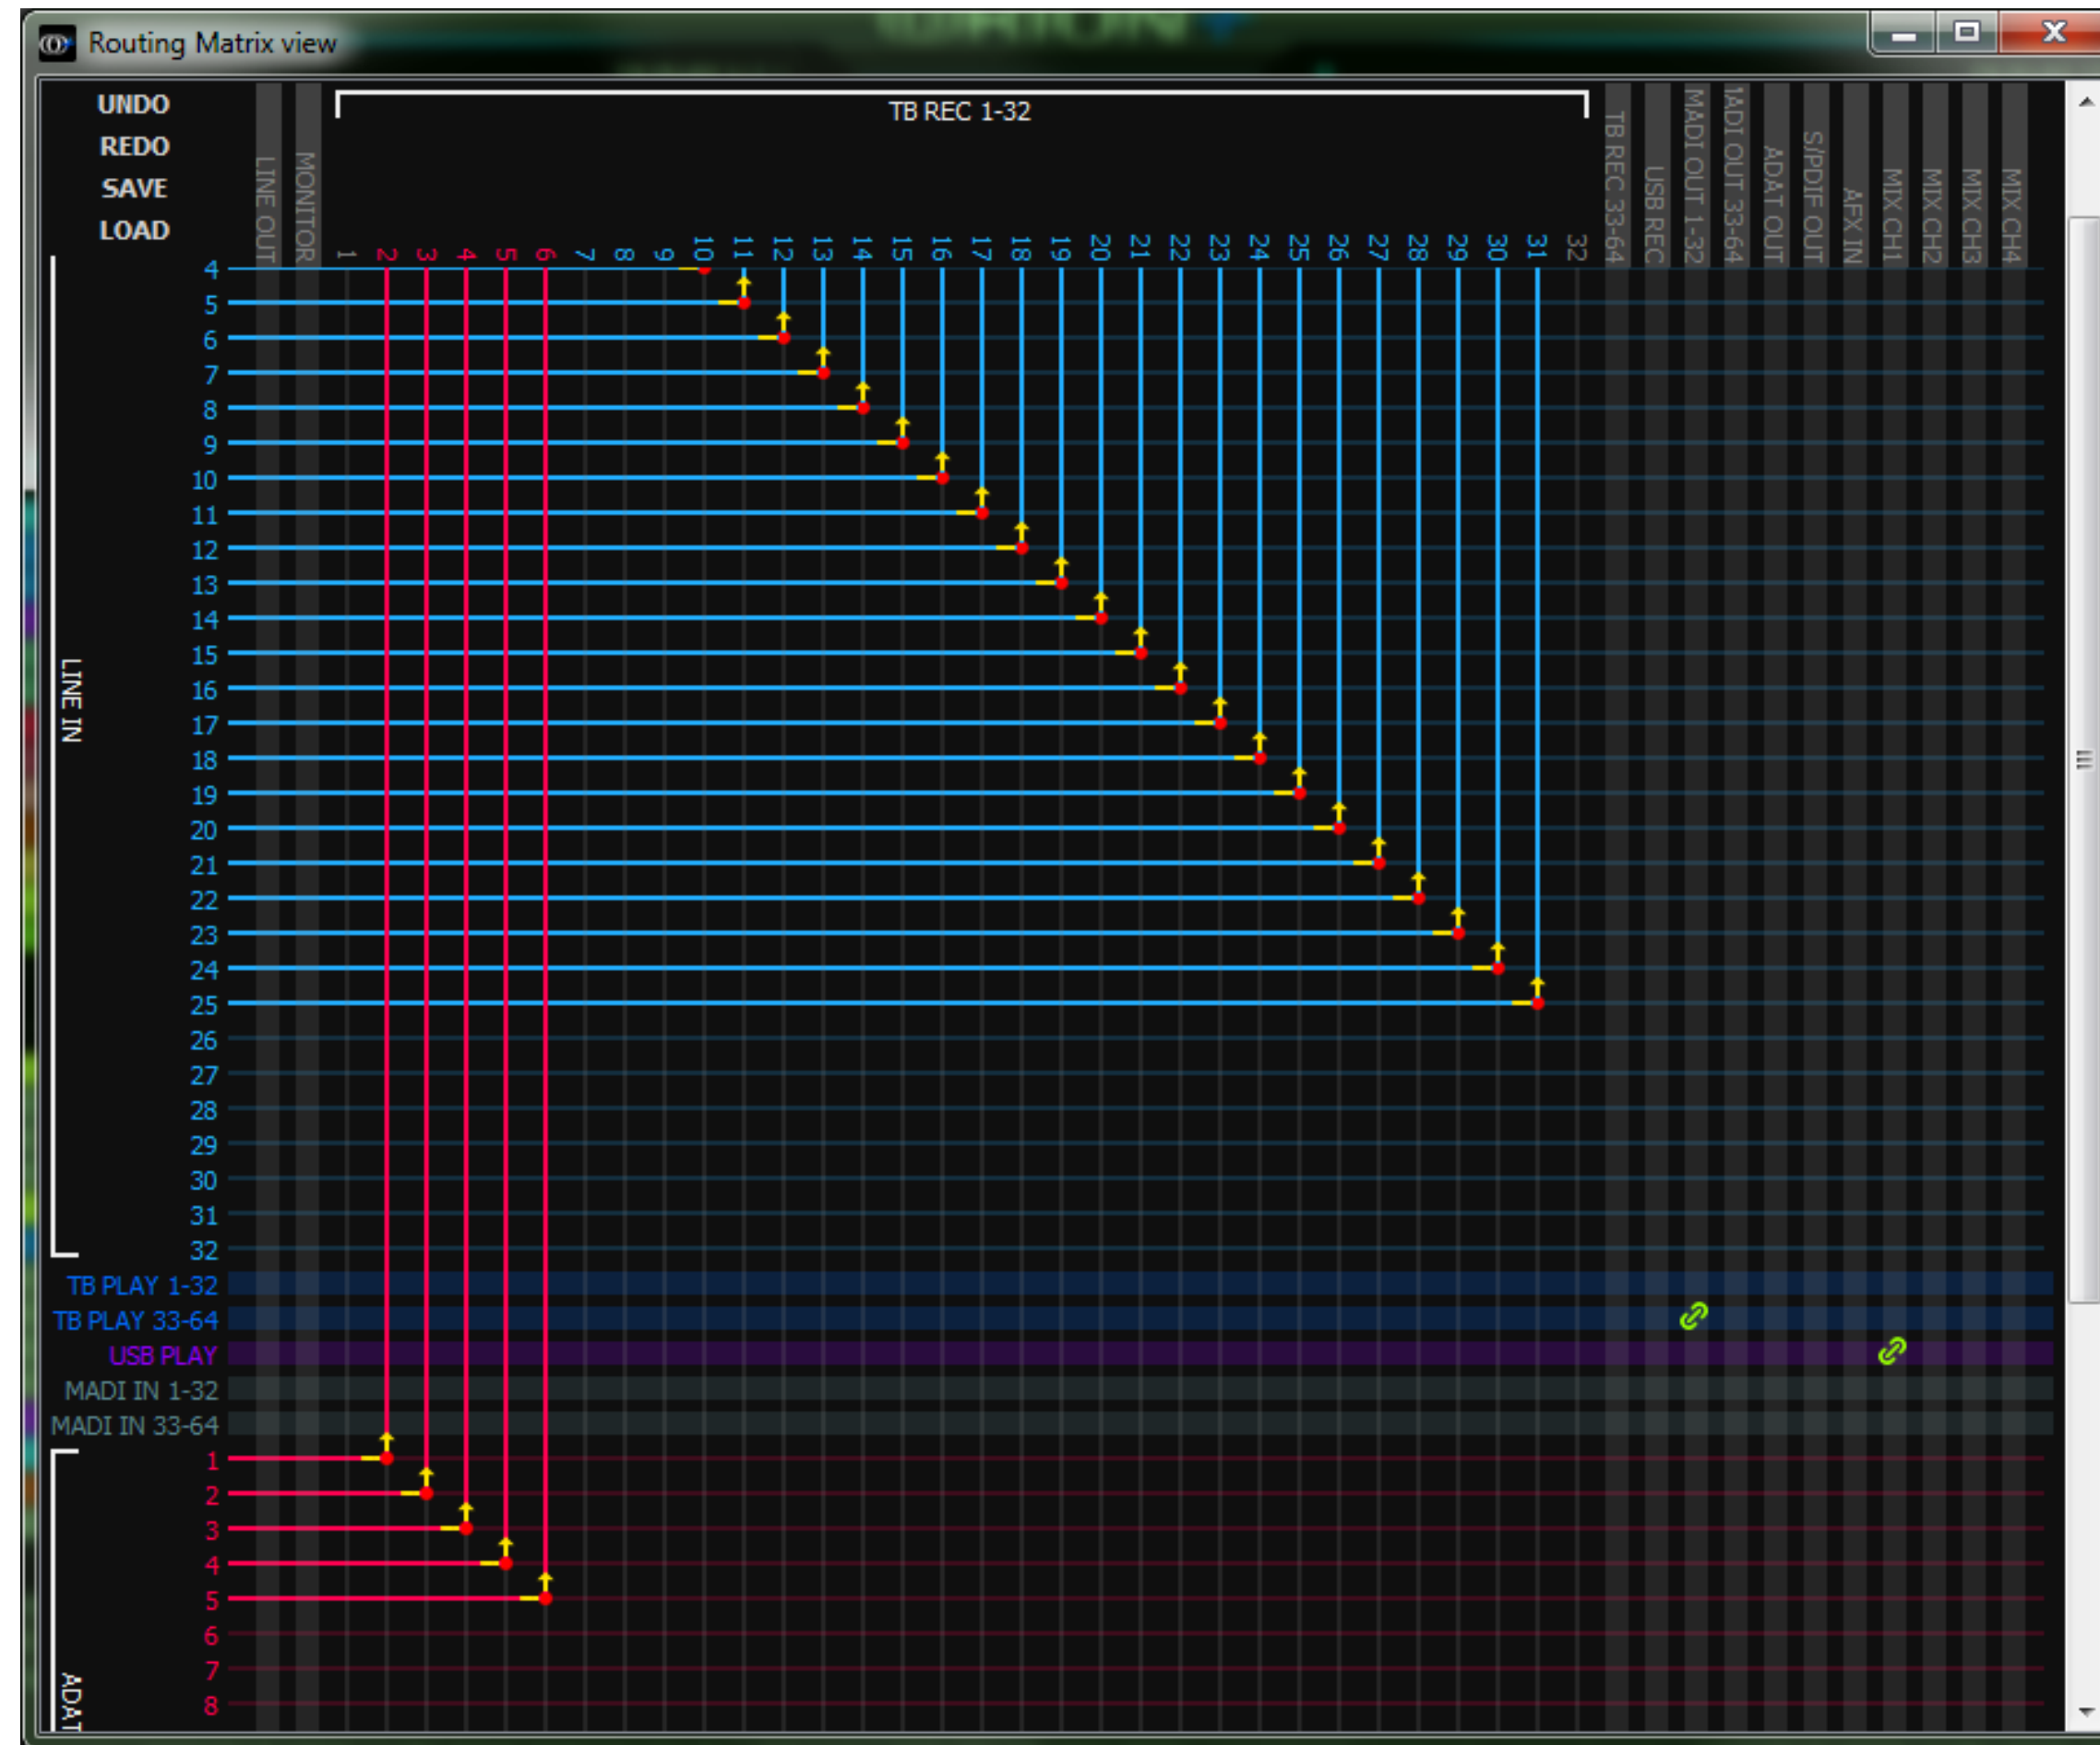 Routing Matrix view
UNDO
REDO
SAVE
LOAD
TB REC 1-32
LINE OUT
MONITOR
1 2 3 4 5 6 7 8 9 10 11 12 13 14 15 16 17 18 19 20 21 22 23 24 25 26 27 28 29 30 31 32
TB REC 33-64
USB REC
MADI OUT 1-32
MADI OUT 33-64
ADAT OUT
S/PDIF OUT
AFX IN
MIX CH1
MIX CH2
MIX CH3
MIX CH4
LINE IN
4
5
6
7
8
9
10
11
12
13
14
15
16
17
18
19
20
21
22
23
24
25
26
27
28
29
30
31
32
TB PLAY 1-32
TB PLAY 33-64
USB PLAY
MADI IN 1-32
MADI IN 33-64
ADAT
1
2
3
4
5
6
7
8